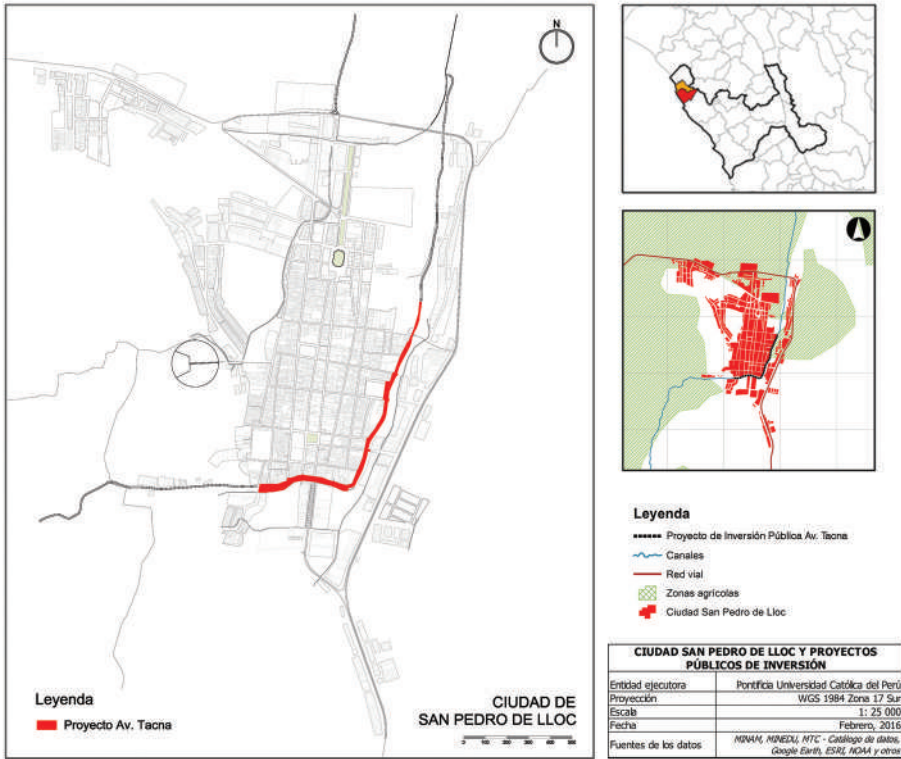 N
Leyenda
Proyecto Av. Tacna
CIUDAD DE
SAN PEDRO DE LLOC
Leyenda
Proyecto de Inversión Pública Av. Tacna
Canales
Red vial
Zonas agrícolas
Ciudad San Pedro de Lloc
CIUDAD SAN PEDRO DE LLOC Y PROYECTOS
PÚBLICOS DE INVERSIÓN
Entidad ejecutora Pontificia Universidad Católica del Perú
Proyección WGS 1984 Zona 17 Sur
Escala 1: 25 000
Fecha Febrero, 2016
Fuentes de los datos MINAM, MINEDU, MTC - Catálogo de datos,
Google Earth, ESRI, NOAA y otros